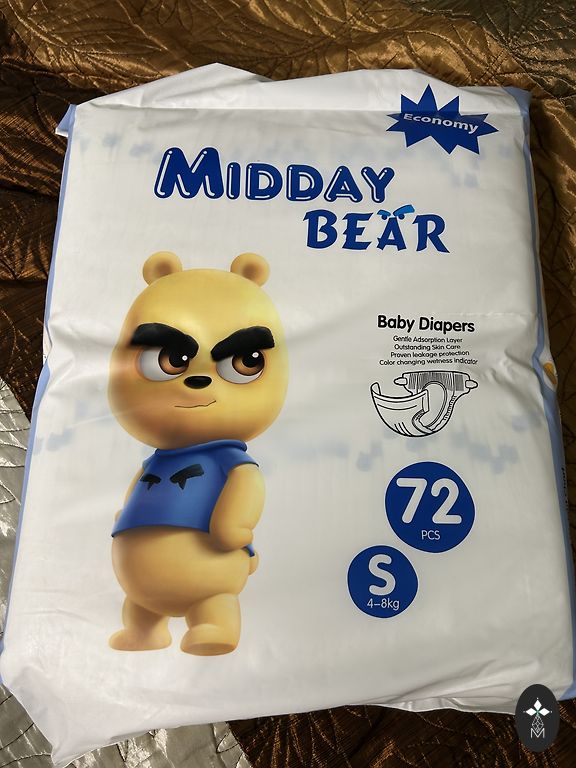 Economy
MIDDAY
BEAR
Baby Diapers
Gentle Adsorption Layer
Outstanding Skin Care
Proven leakage protection
Color changing wetness indicator
72
PCS
S
4-8kg
M